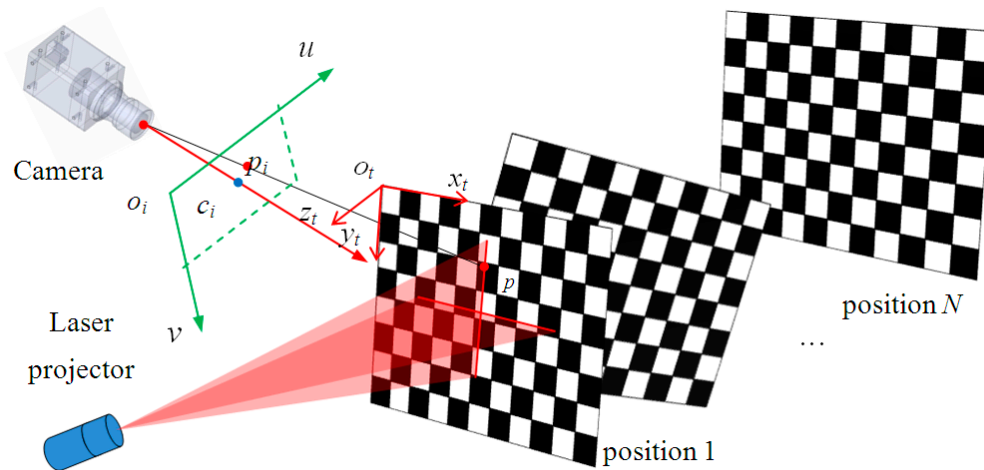 u
Camera
p_i
o_t
x_t
o_i
c_i
z_t
y_t
p
position N
Laser
projector
v
...
position 1